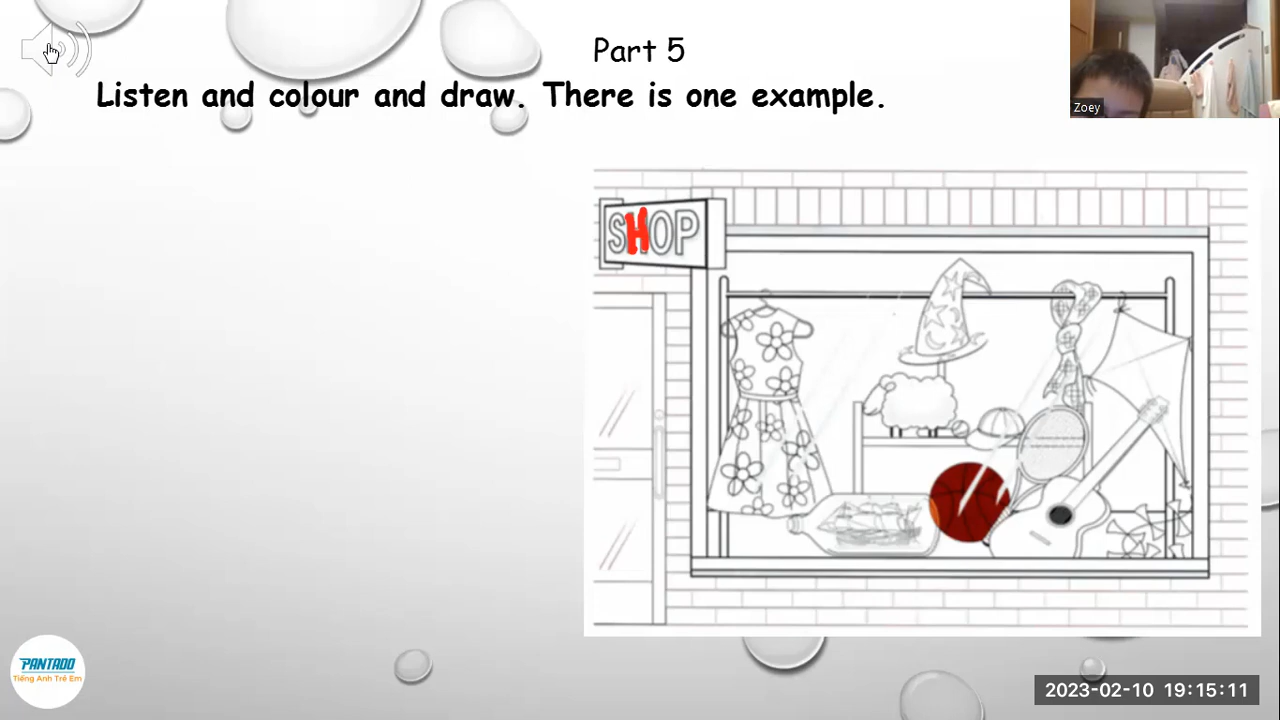 Part 5
Listen and colour and draw. There is one example.
Zoey
SHOP
PANTADO
Tiếng Anh Trẻ Em
2023-02-10 19:15:11